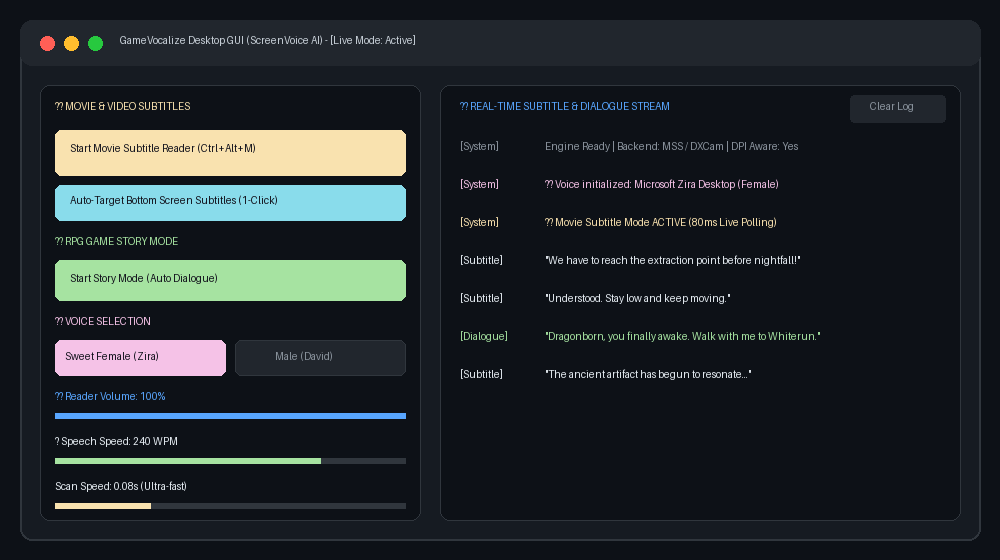 GameVocalize Desktop GUI (ScreenVoice AI) - [Live Mode: Active]
?? MOVIE & VIDEO SUBTITLES
Start Movie Subtitle Reader (Ctrl+Alt+M)
Auto-Target Bottom Screen Subtitles (1-Click)
?? RPG GAME STORY MODE
Start Story Mode (Auto Dialogue)
?? VOICE SELECTION
Sweet Female (Zira) Male (David)
?? Reader Volume: 100%
? Speech Speed: 240 WPM
Scan Speed: 0.08s (Ultra-fast)
?? REAL-TIME SUBTITLE & DIALOGUE STREAM Clear Log
[System] Engine Ready | Backend: MSS / DXCam | DPI Aware: Yes
[System] ?? Voice initialized: Microsoft Zira Desktop (Female)
[System] ?? Movie Subtitle Mode ACTIVE (80ms Live Polling)
[Subtitle] "We have to reach the extraction point before nightfall!"
[Subtitle] "Understood. Stay low and keep moving."
[Dialogue] "Dragonborn, you finally awake. Walk with me to Whiterun."
[Subtitle] "The ancient artifact has begun to resonate..."